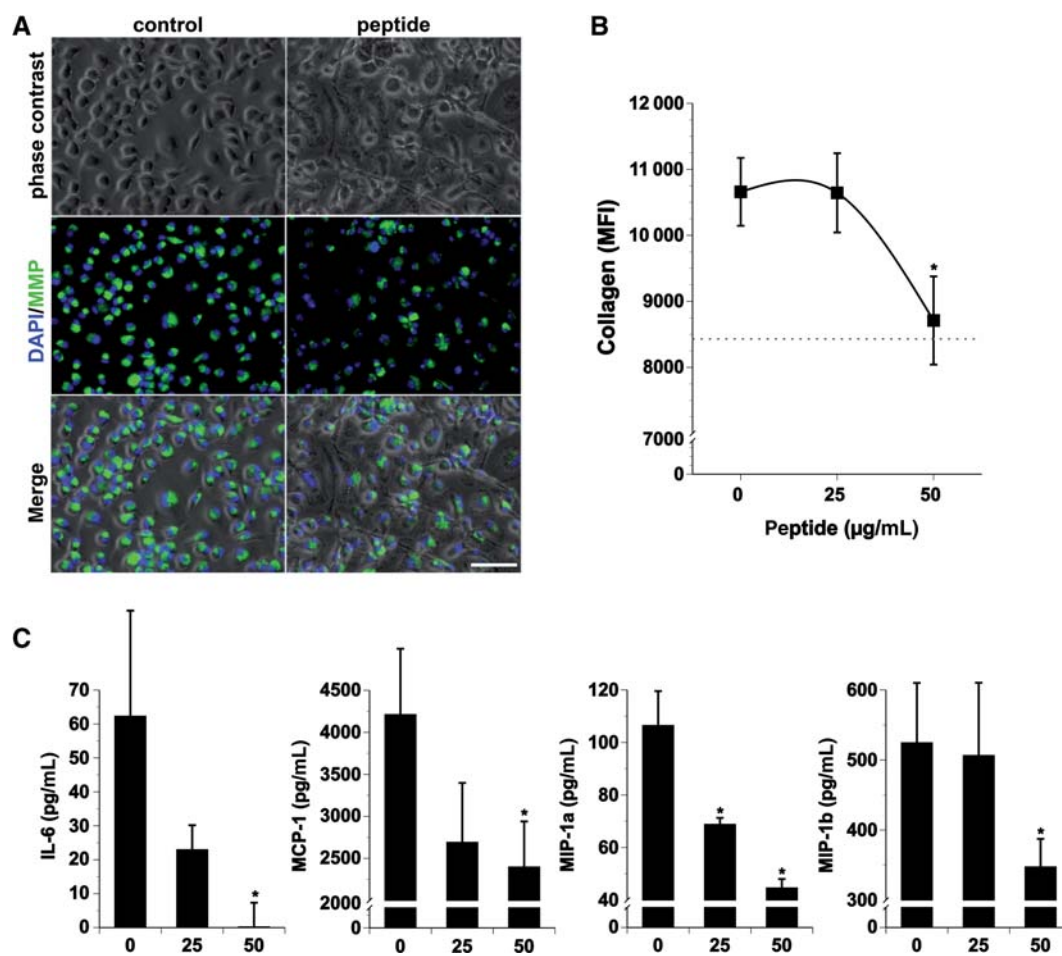 A
control
peptide
phase contrast
DAPI/MMP
Merge
B
12 000
11 000
10 000
9000
8000
7000
0
Collagen (MFI)
*
0 25 50
Peptide (µg/mL)
C
70
60
50
40
30
20
10
0
IL-6 (pg/mL)
*
0 25 50
4500
4000
3500
3000
2500
2000
0
MCP-1 (pg/mL)
*
0 25 50
120
100
80
60
40
0
MIP-1a (pg/mL)
*
*
0 25 50
600
500
400
300
0
MIP-1b (pg/mL)
*
0 25 50